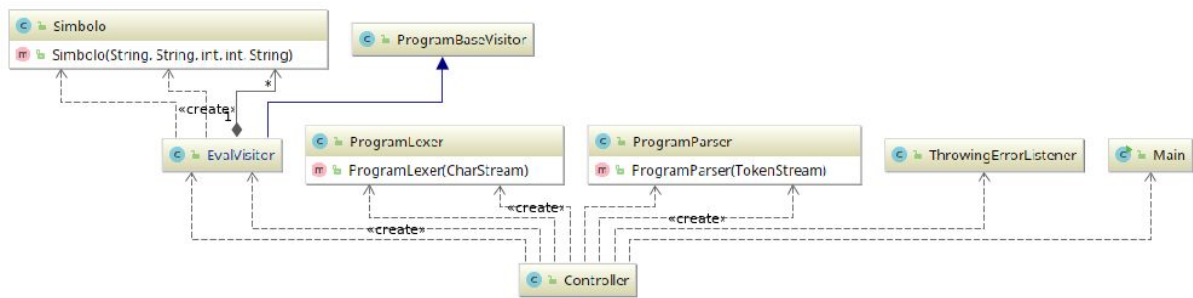 Simbolo
Simbolo(String, String, int, int, String)
ProgramBaseVisitor
*
«create»
1
EvalVisitor
ProgramLexer
ProgramLexer(CharStream)
ProgramParser
ProgramParser(TokenStream)
ThrowingErrorListener
Main
«create»
«create»
«create»
Controller